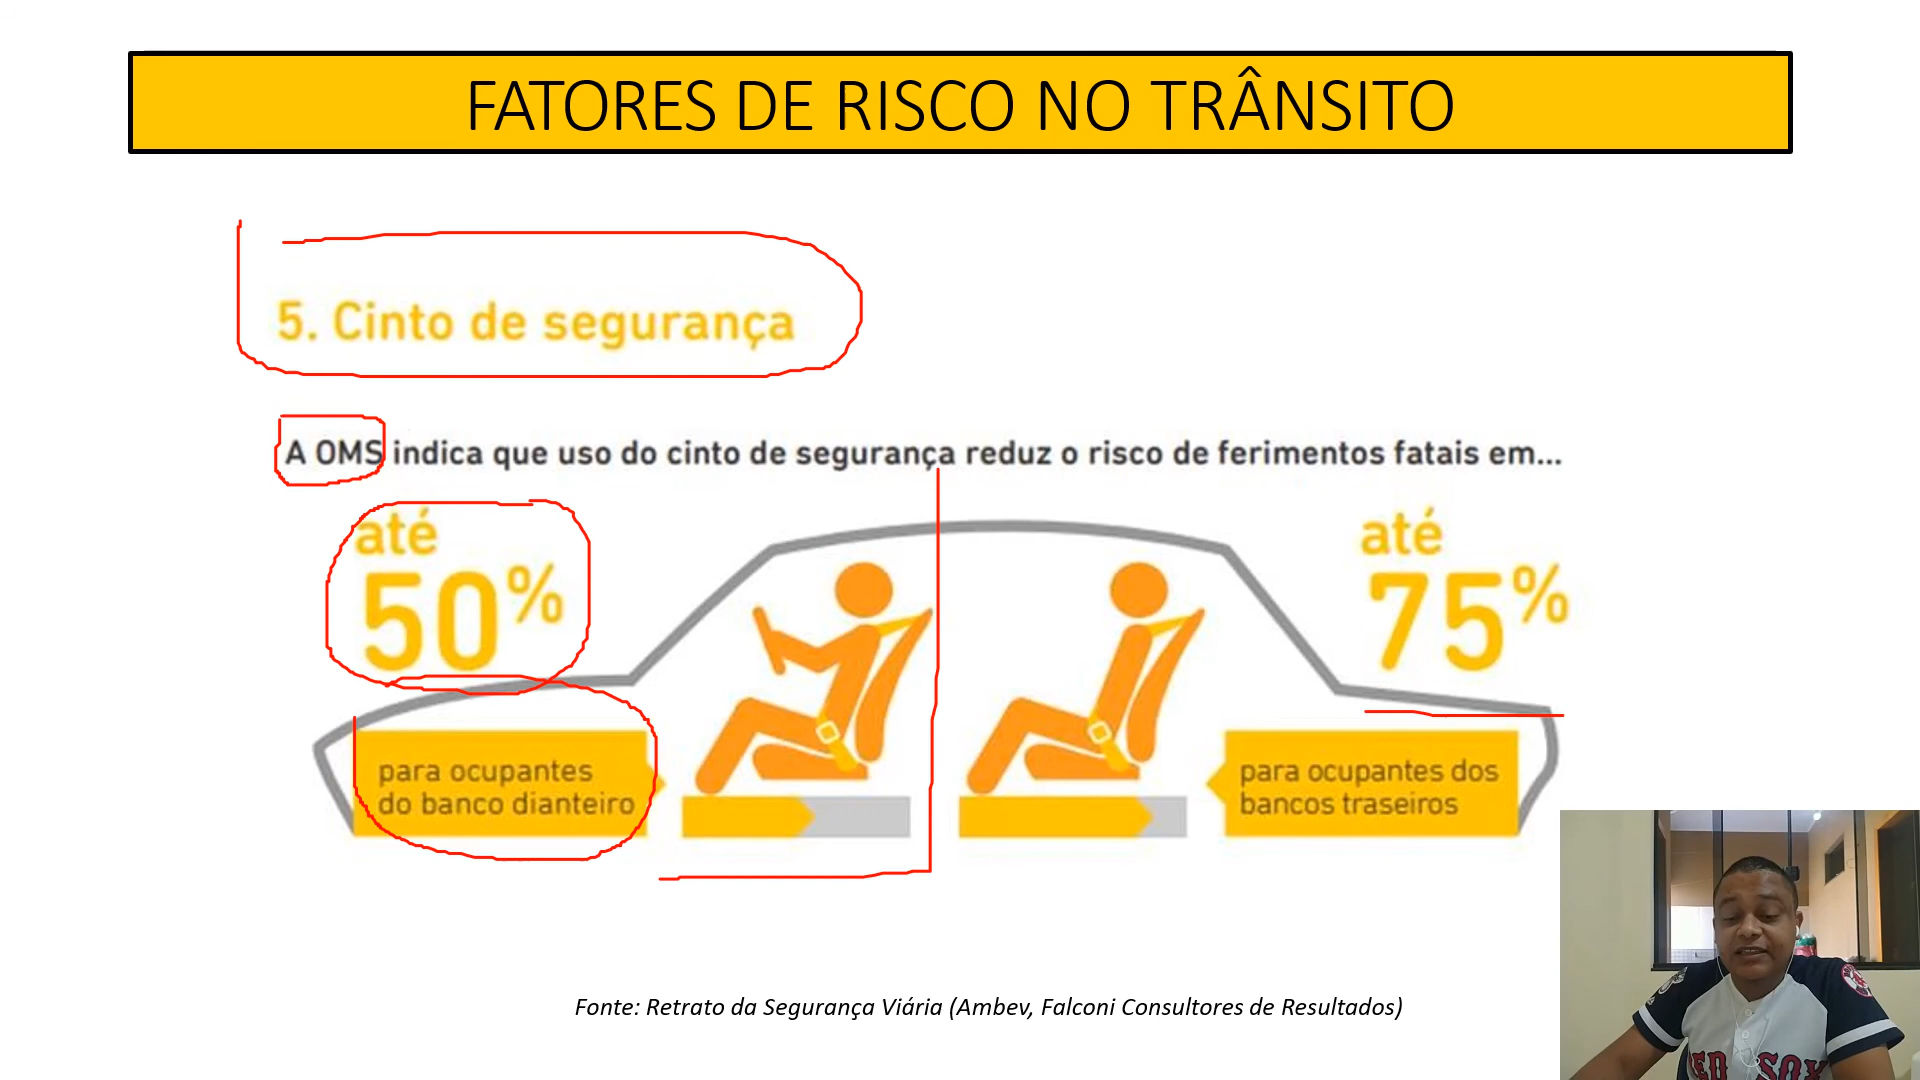 FATORES DE RISCO NO TRÂNSITO
5. Cinto de segurança
A OMS indica que uso do cinto de segurança reduz o risco de ferimentos fatais em...
até
50%
até
75%
para ocupantes
do banco dianteiro
para ocupantes dos
bancos traseiros
Fonte: Retrato da Segurança Viária (Ambev, Falconi Consultores de Resultados)
RED SOX